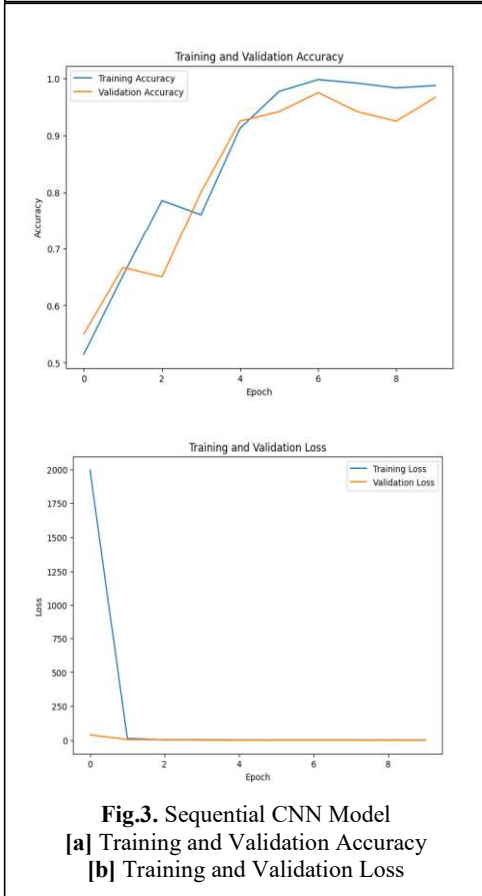 Training and Validation Accuracy
Training Accuracy
Validation Accuracy
1.0
0.9
0.8
0.7
0.6
0.5
Accuracy
0 2 4 6 8
Epoch
Training and Validation Loss
Training Loss
Validation Loss
2000
1750
1500
1250
1000
750
500
250
0
Loss
0 2 4 6 8
Epoch
Fig.3. Sequential CNN Model
[a] Training and Validation Accuracy
[b] Training and Validation Loss